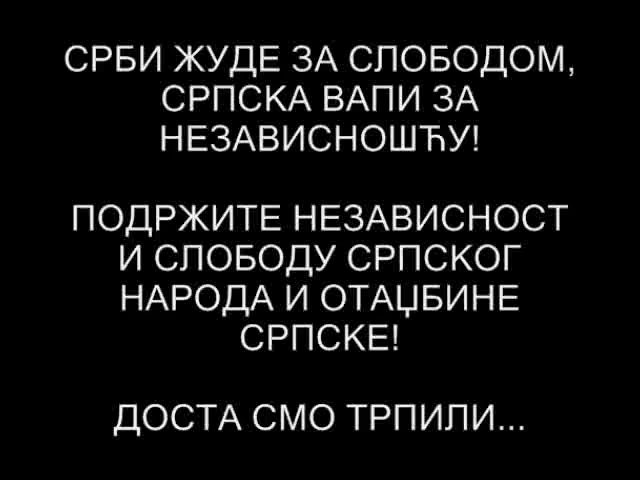 СРБИ ЖУДЕ ЗА СЛОБОДОМ,
СРПСКА ВАПИ ЗА
НЕЗАВИСНОШЋУ!
ПОДРЖИТЕ НЕЗАВИСНОСТ
И СЛОБОДУ СРПСКОГ
НАРОДА И ОТАЏБИНЕ
СРПСКЕ!
ДОСТА СМО ТРПИЛИ...